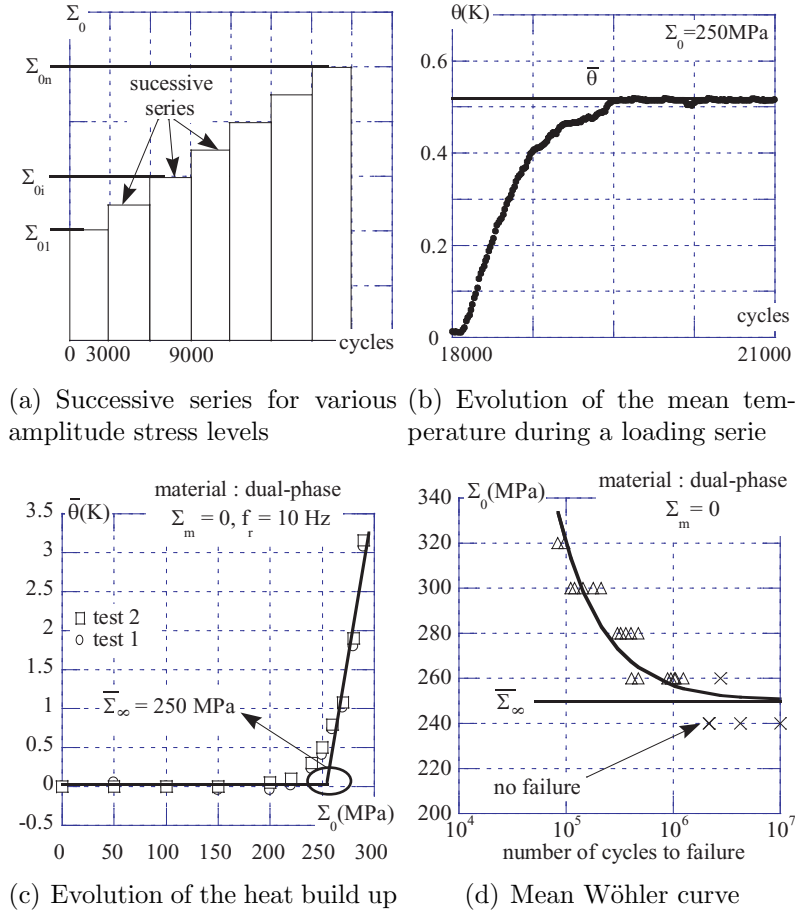 Σ0
Σ0n
sucessive
series
Σ0i
Σ01
0 3000 9000 cycles
(a) Successive series for various
amplitude stress levels
θ(K)
Σ0=250MPa
0.6
θ̅
0.4
0.2
0
cycles
18000 21000
(b) Evolution of the mean tem-
perature during a loading serie
θ̅(K)
material : dual-phase
Σm = 0, fr = 10 Hz
3.5
3
2.5
2
1.5
1
0.5
0
-0.5
test 2
test 1
Σ̅∞ = 250 MPa
Σ0(MPa)
0 50 100 150 200 250 300
(c) Evolution of the heat build up
Σ0(MPa)
material : dual-phase
Σm = 0
340
320
300
280
260
240
220
200
Σ̅∞
no failure
10^4 10^5 10^6 10^7
number of cycles to failure
(d) Mean Wöhler curve